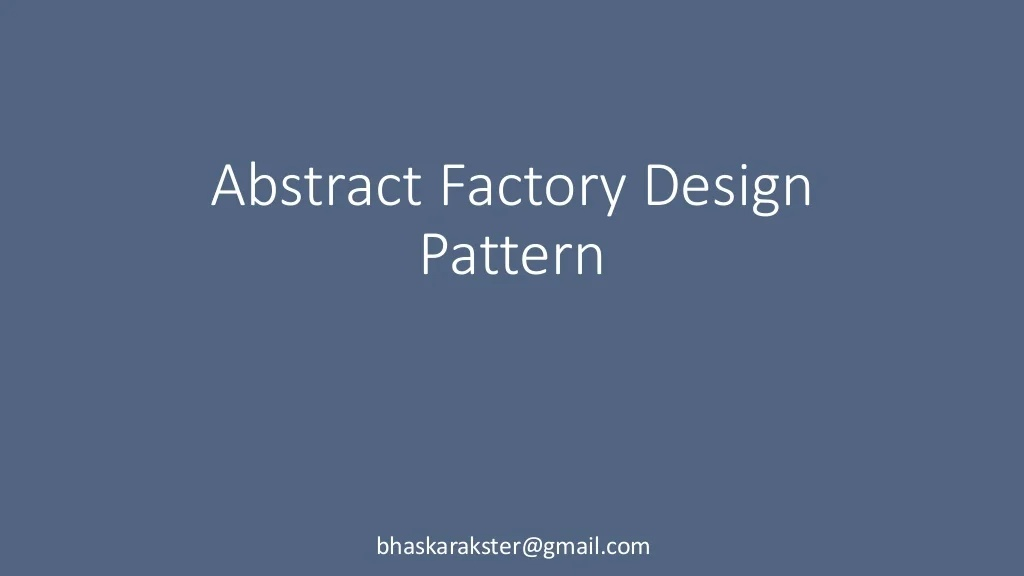 Abstract Factory Design
Pattern
bhaskarakster@gmail.com